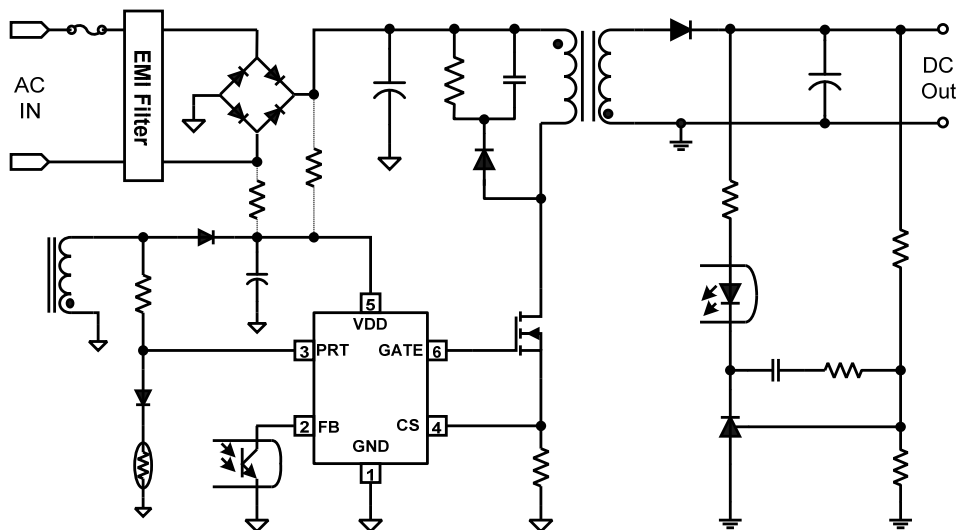 AC
IN
EMI Filter
DC
Out
5
VDD
3 PRT GATE 6
2 FB CS 4
GND
1